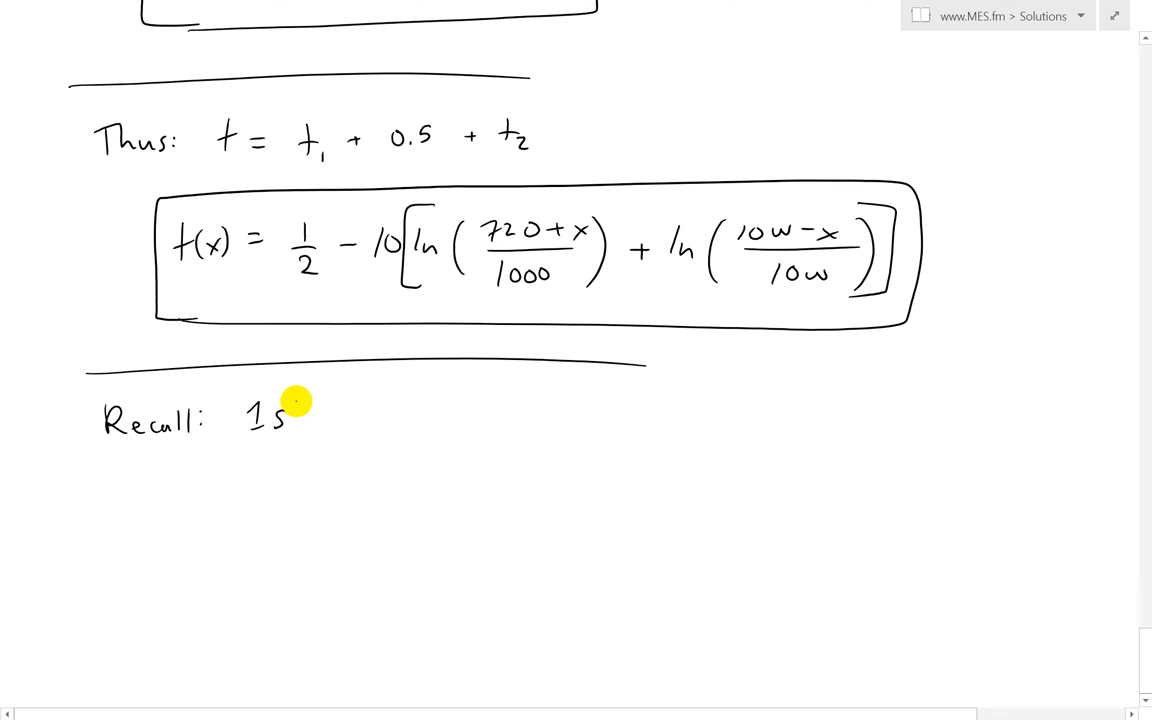 www.MES.fm > Solutions
Thus: t = t₁ + 0.5 + t₂
t(x) = 1/2 - 10[ln(720+x/1000) + ln(10w-x/10w)]
Recall: 1s